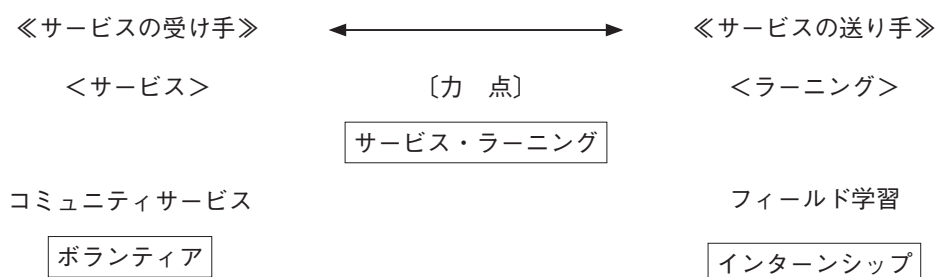 ≪サービスの受け手≫ ≪サービスの送り手≫
＜サービス＞ 〔力　点〕 ＜ラーニング＞
サービス・ラーニング
コミュニティサービス フィールド学習
ボランティア インターンシップ